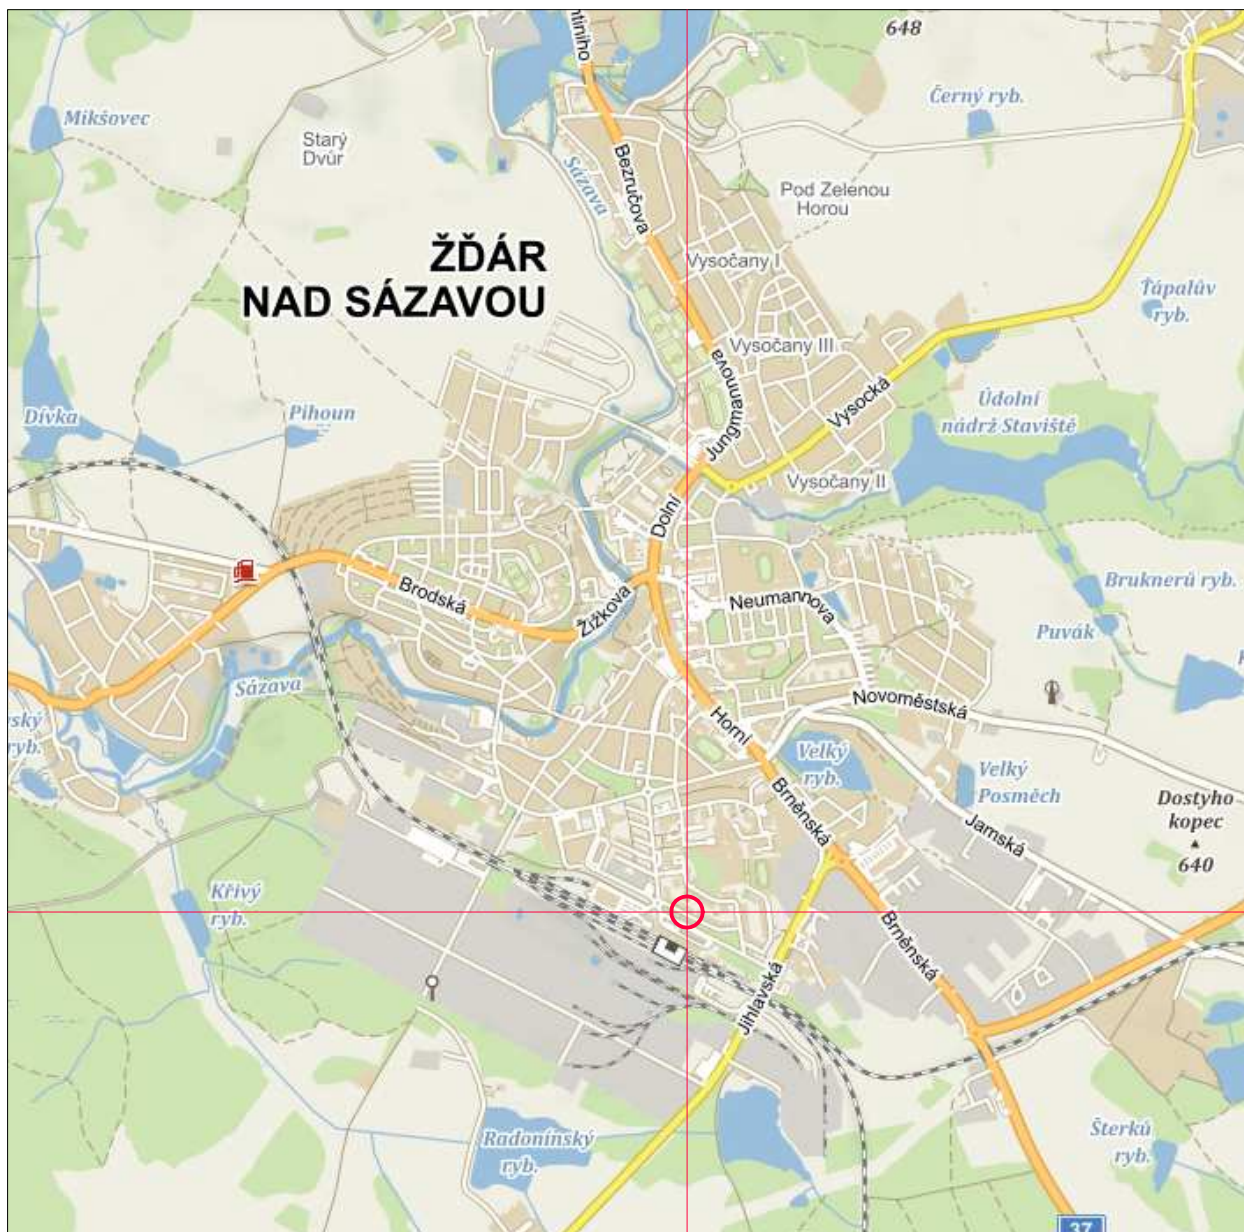 648
Mikšovec
Černý ryb.
Starý
Dvůr
Sázava
Bezručova
Pod Zelenou
Horou
ŽĎÁR
NAD SÁZAVOU
Vysočany I
Ťápalův
ryb.
Vysočany III
Jungmannova
Vysocká
Dívka
Pihoun
Údolní
nádrž Staviště
Vysočany II
Dolní
Brodská
Žižkova
Neumannova
Bruknerů ryb.
Puvák
Sázava
Novoměstská
Horní
Velký
ryb.
Velký
Posměch
Brněnská
Jamská
Dostyho
kopec
640
Křivý
ryb.
Brněnská
Jihlavská
Radonínský
ryb.
Šterků
ryb.
37